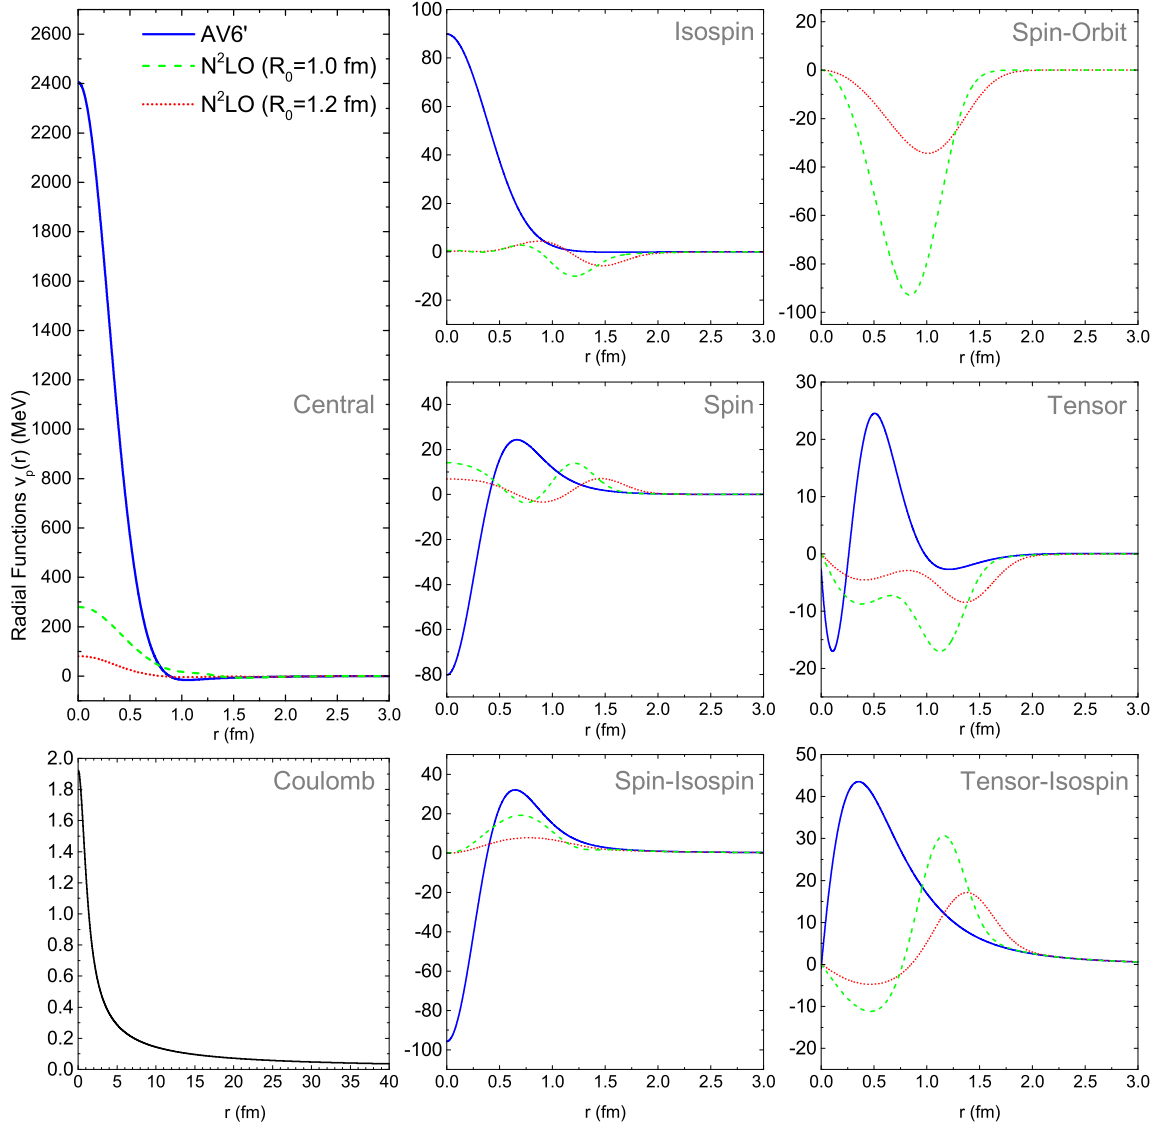 AV6'
N²LO (R₀=1.0 fm)
N²LO (R₀=1.2 fm)
Radial Functions vₚ(r) (MeV)
2600
2400
2200
2000
1800
1600
1400
1200
1000
800
600
400
200
0
Central
0.0 0.5 1.0 1.5 2.0 2.5 3.0
r (fm)
100
80
60
40
20
0
-20
Isospin
0.0 0.5 1.0 1.5 2.0 2.5 3.0
r (fm)
20
0
-20
-40
-60
-80
-100
Spin-Orbit
0.0 0.5 1.0 1.5 2.0 2.5 3.0
r (fm)
40
20
0
-20
-40
-60
-80
Spin
0.0 0.5 1.0 1.5 2.0 2.5 3.0
r (fm)
30
20
10
0
-10
-20
Tensor
0.0 0.5 1.0 1.5 2.0 2.5 3.0
r (fm)
2.0
1.8
1.6
1.4
1.2
1.0
0.8
0.6
0.4
0.2
0.0
Coulomb
0 5 10 15 20 25 30 35 40
r (fm)
40
20
0
-20
-40
-60
-80
-100
Spin-Isospin
0.0 0.5 1.0 1.5 2.0 2.5 3.0
r (fm)
50
40
30
20
10
0
-10
-20
Tensor-Isospin
0.0 0.5 1.0 1.5 2.0 2.5 3.0
r (fm)